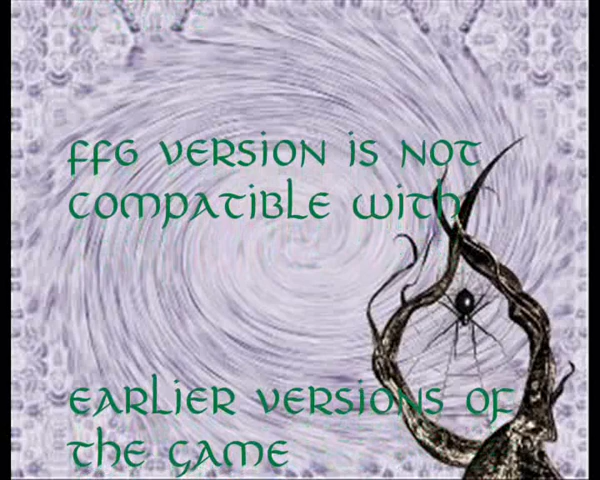 FFG VERSION IS NOT
COMPATIBLE WITH
EARLIER VERSIONS OF
THE GAME